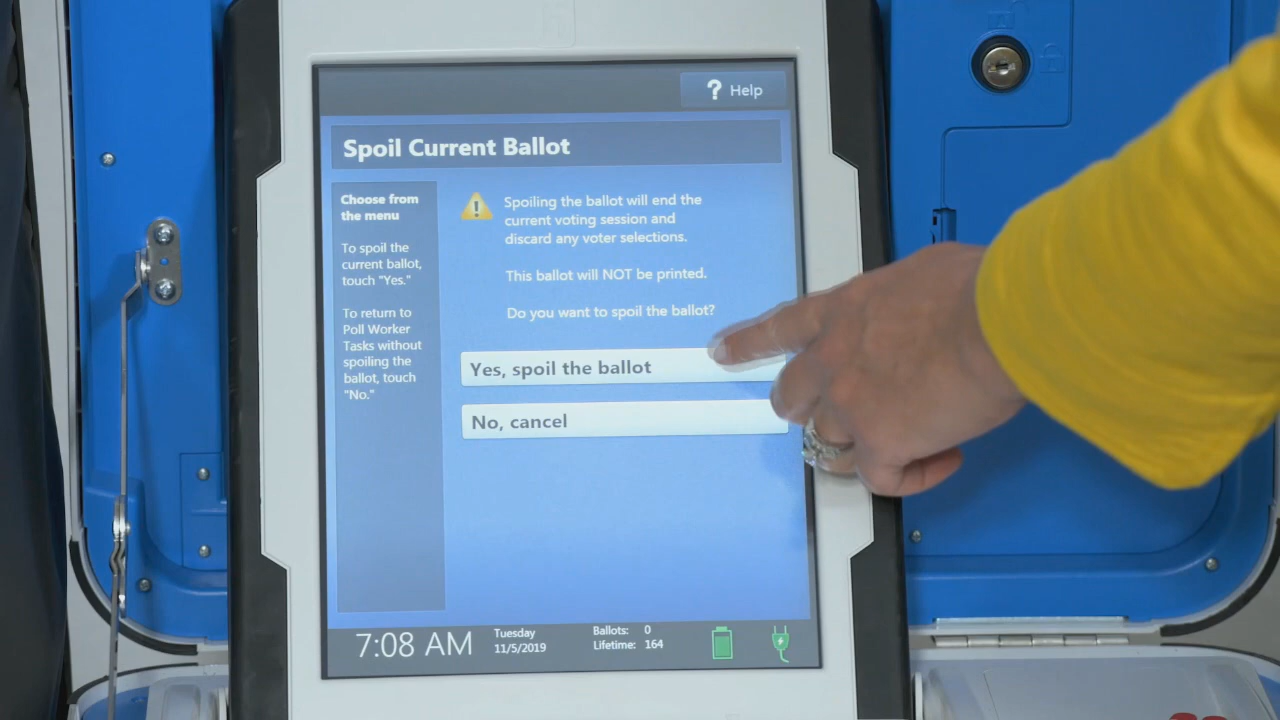 ? Help
Spoil Current Ballot
Choose from
the menu
To spoil the
current ballot,
touch "Yes."
To return to
Poll Worker
Tasks without
spoiling the
ballot, touch
"No."
! Spoiling the ballot will end the
current voting session and
discard any voter selections.
This ballot will NOT be printed.
Do you want to spoil the ballot?
Yes, spoil the ballot
No, cancel
7:08 AM
Tuesday
11/5/2019
Ballots: 0
Lifetime: 164